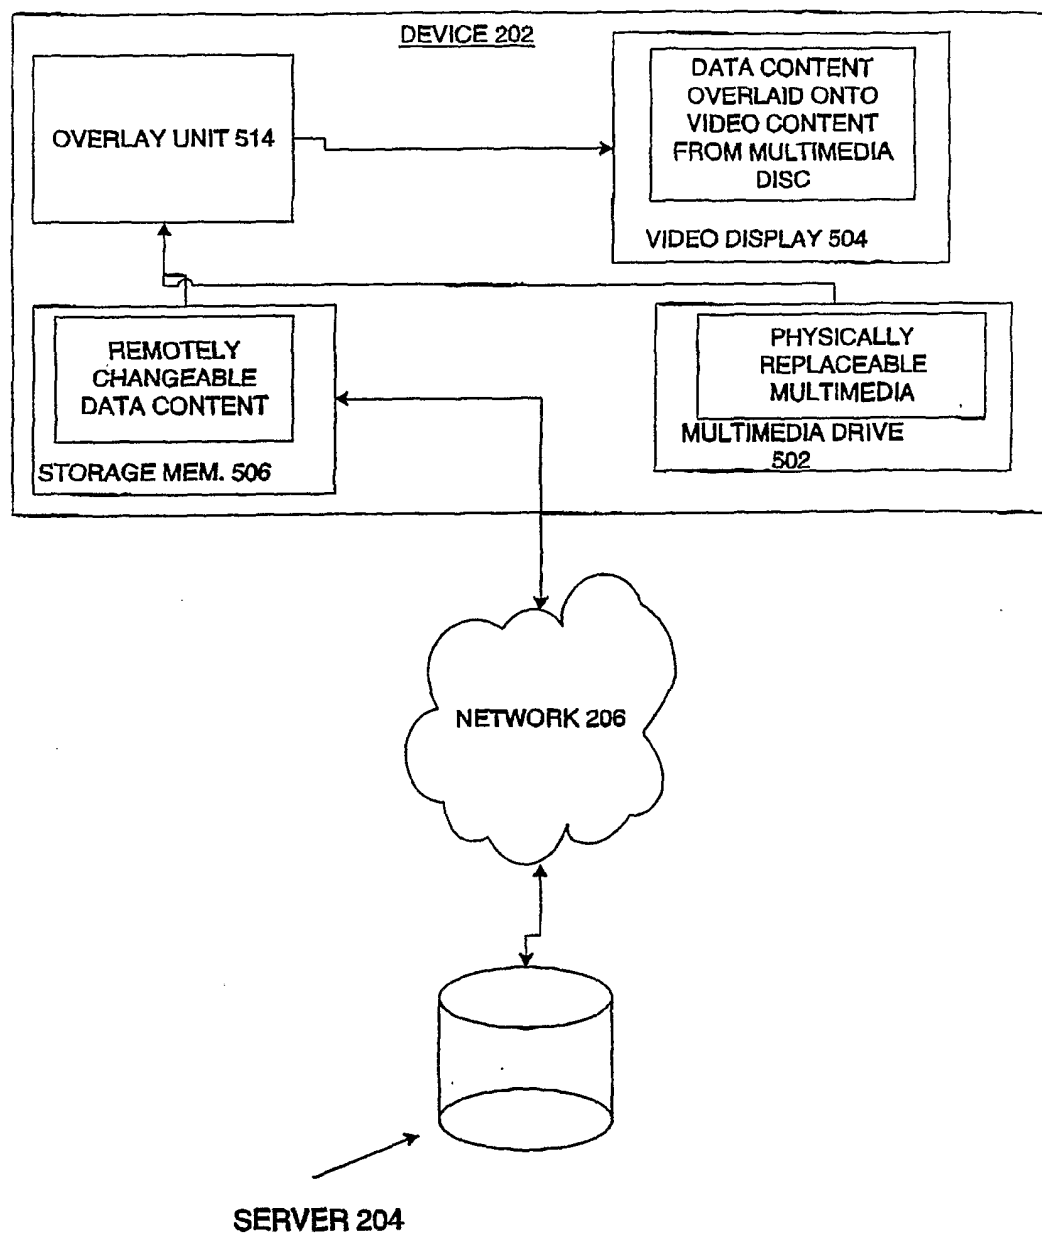 DEVICE 202
OVERLAY UNIT 514
DATA CONTENT
OVERLAID ONTO
VIDEO CONTENT
FROM MULTIMEDIA
DISC
VIDEO DISPLAY 504
REMOTELY
CHANGEABLE
DATA CONTENT
STORAGE MEM. 506
PHYSICALLY
REPLACEABLE
MULTIMEDIA
MULTIMEDIA DRIVE
502
NETWORK 206
SERVER 204